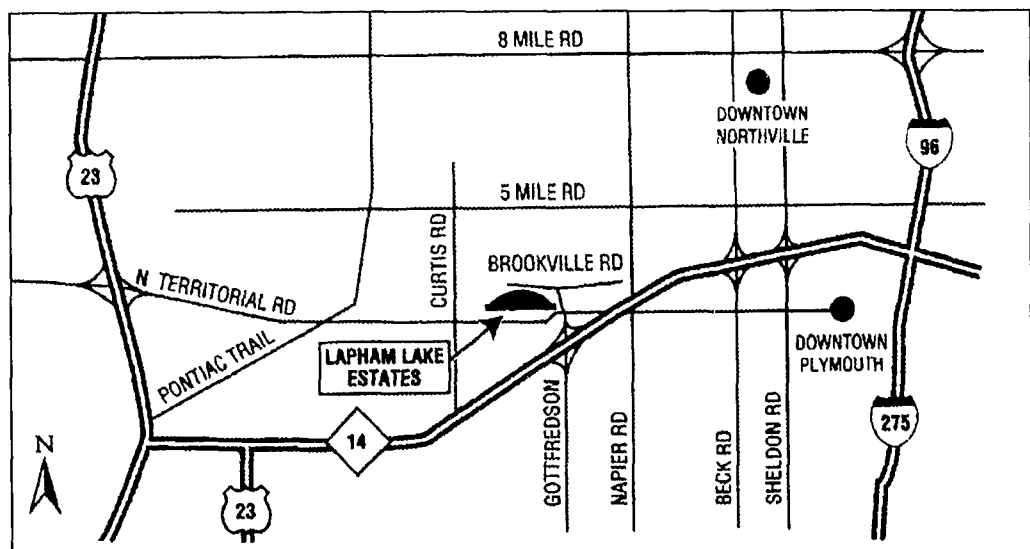 8 MILE RD
DOWNTOWN
NORTHVILLE
96
23
5 MILE RD
CURTIS RD
BROOKVILLE RD
N TERRITORIAL RD
PONTIAC TRAIL
LAPHAM LAKE
ESTATES
DOWNTOWN
PLYMOUTH
GOTTFREDSON
NAPIER RD
BECK RD
SHELDON RD
275
14
N
23